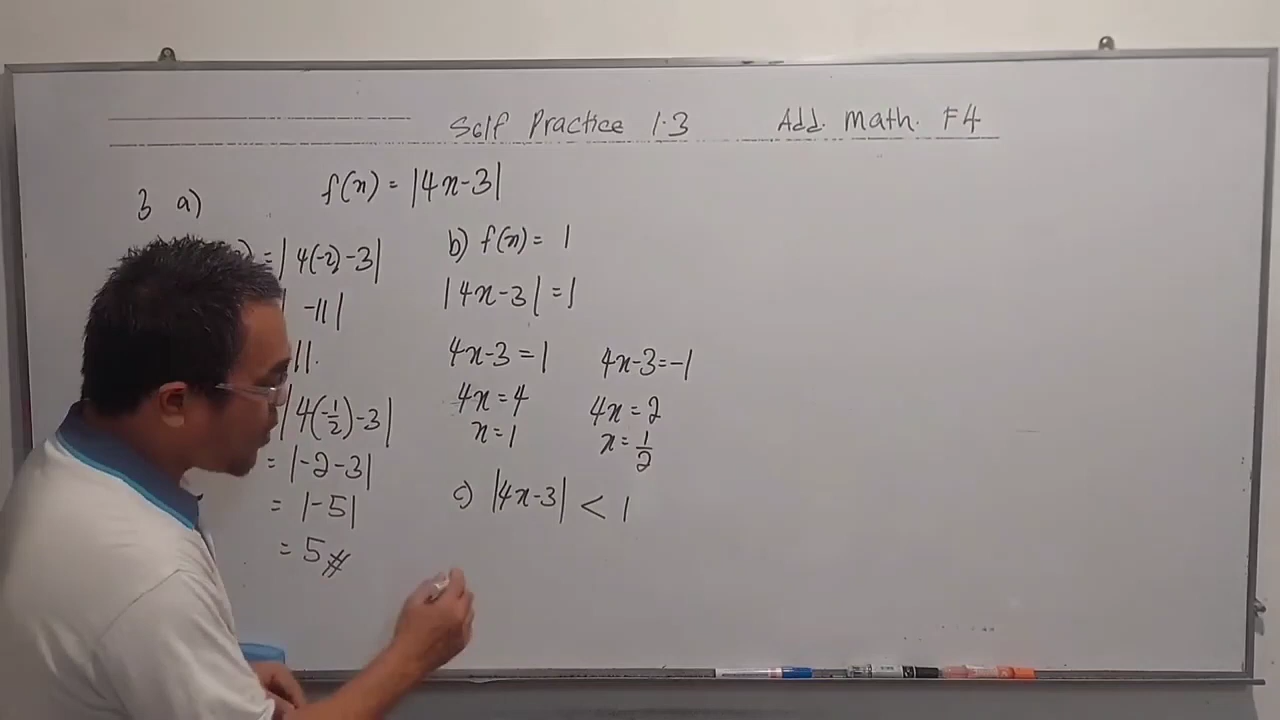 Self Practice 1.3 Add. Math. F4
3 a) f(x) = |4x-3|
= |4(-2)-3|
|-11|
11.
|4(-1/2)-3|
= |-2-3|
= |-5|
= 5#
b) f(x) = 1
|4x-3| = 1
4x-3 = 1 4x-3=-1
4x = 4 4x = 2
x = 1 x = 1/2
c) |4x-3| < 1